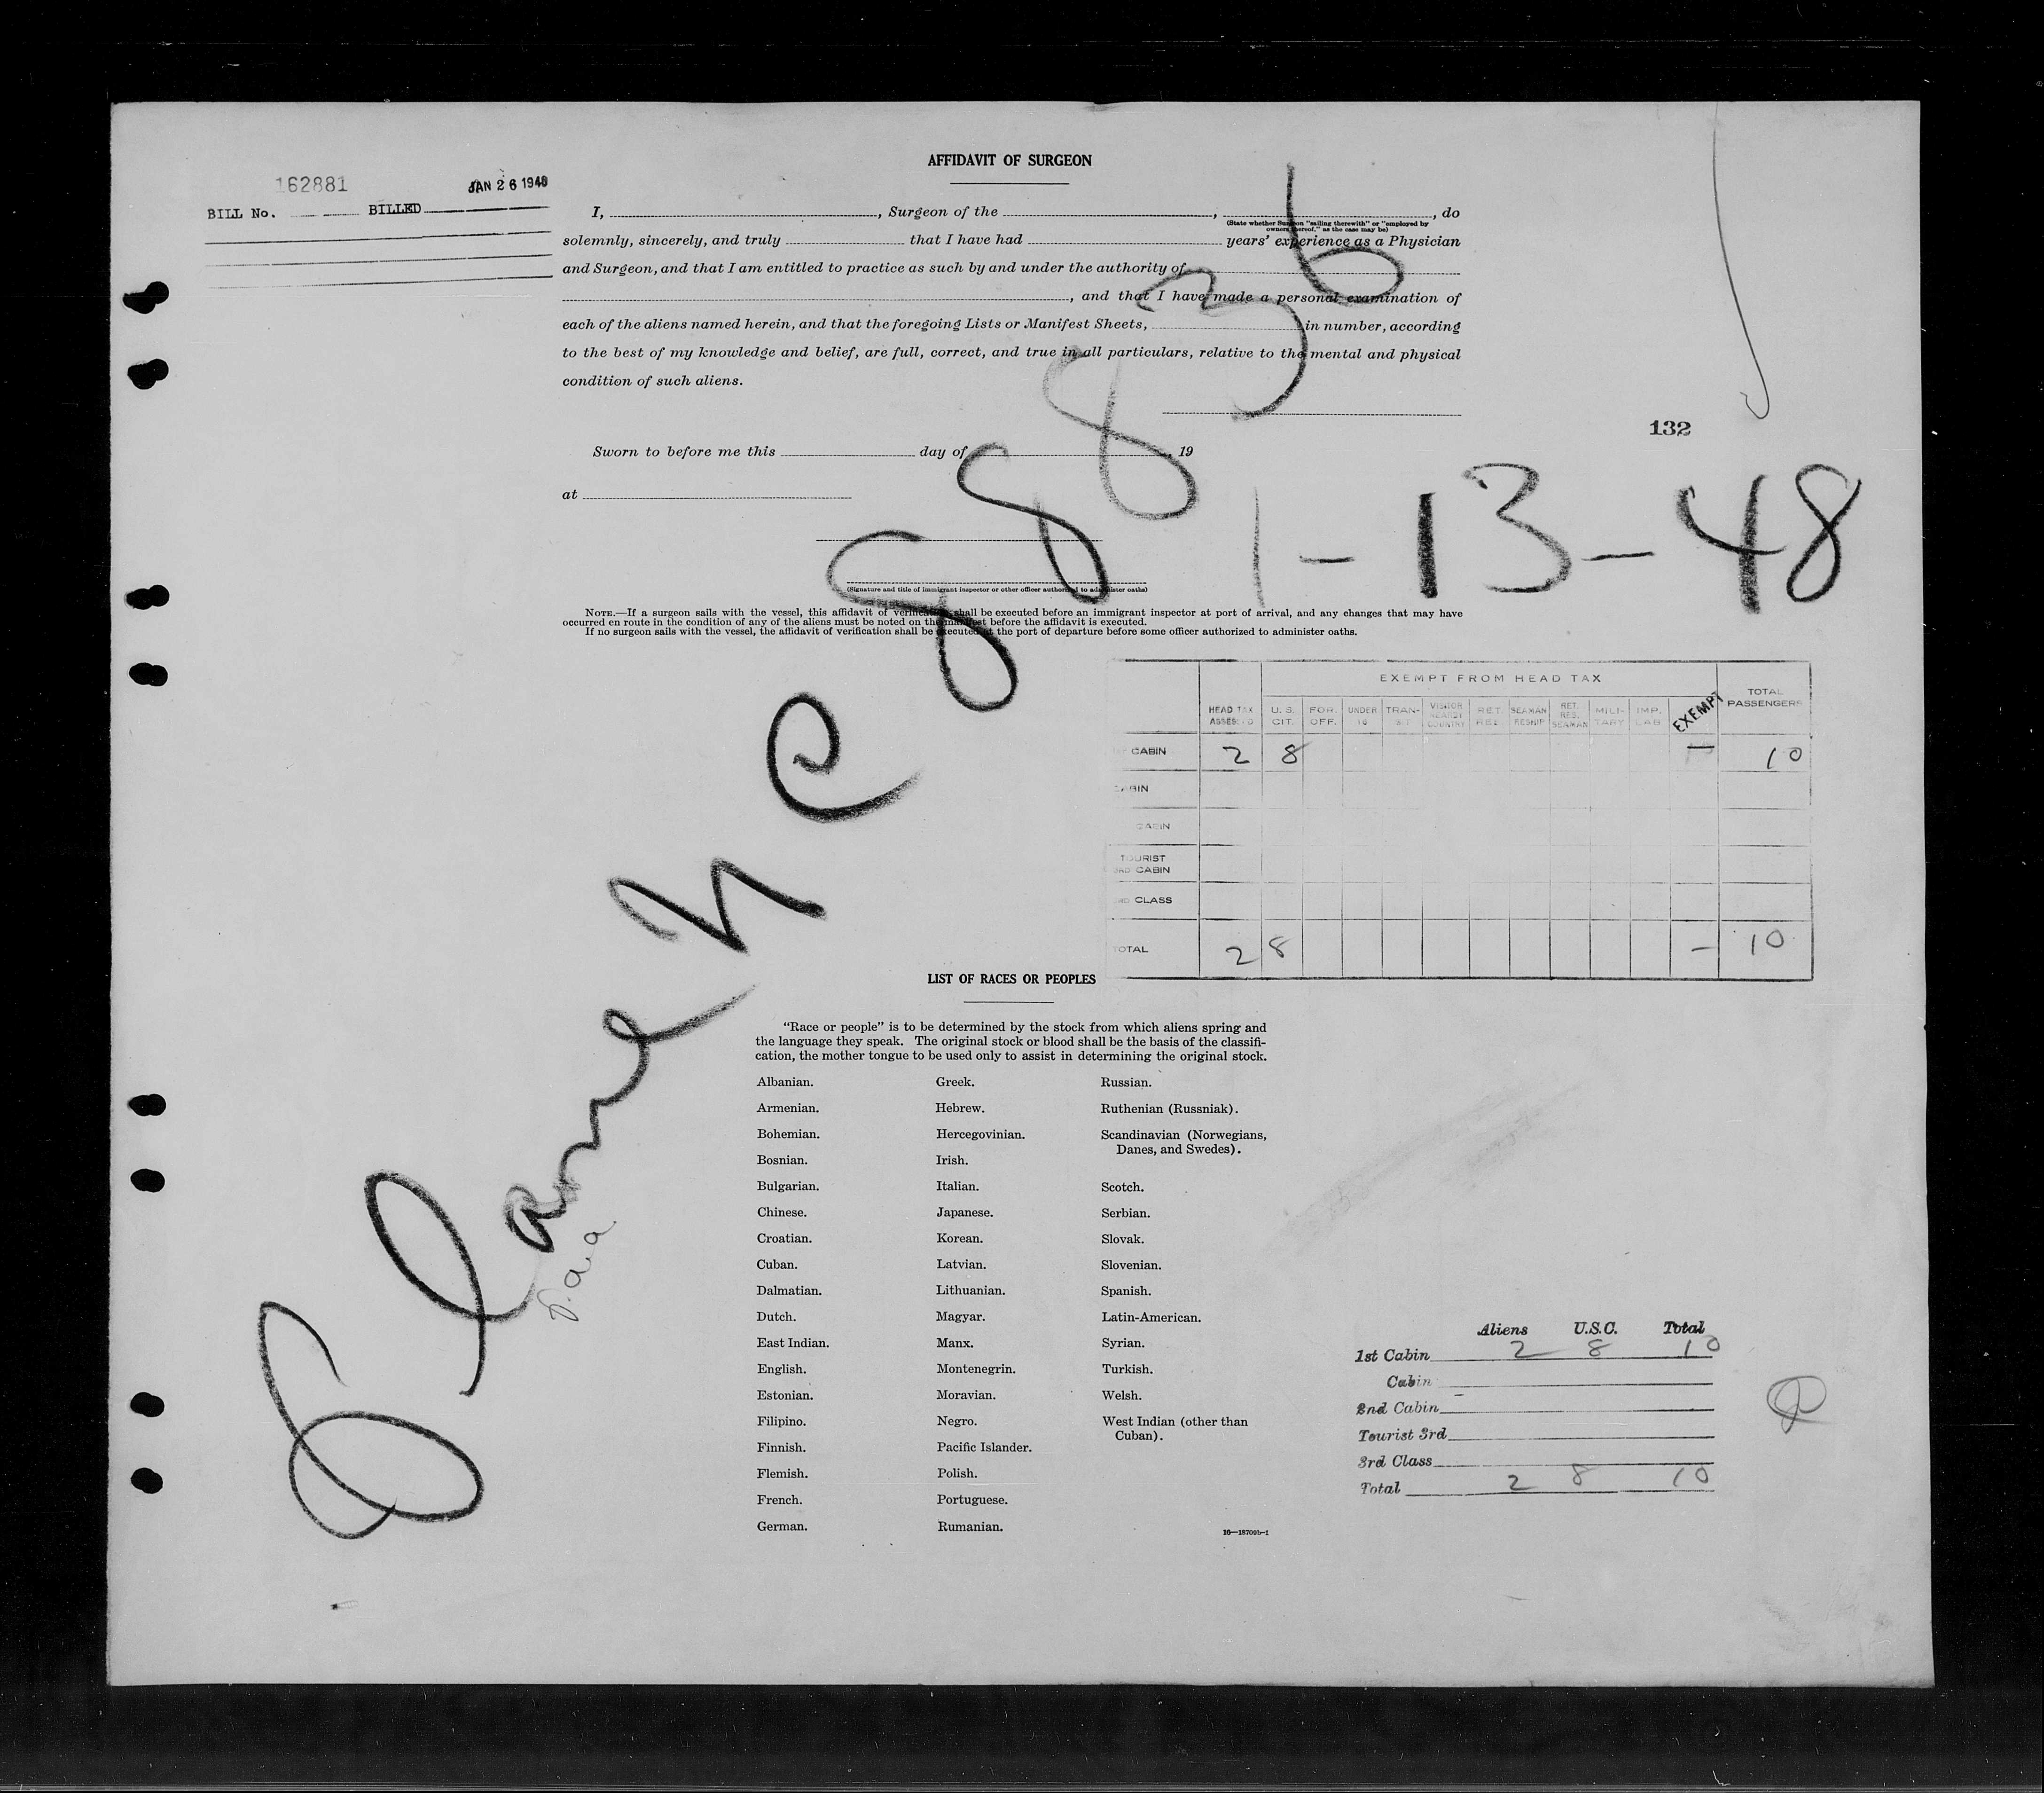 AFFIDAVIT OF SURGEON
162881
JAN 26 1948
BILL No. BILLED
I, , Surgeon of the , , do
(State whether Surgeon "sailing therewith" or "employed by
owners thereof," as the case may be)
solemnly, sincerely, and truly that I have had years' experience as a Physician
and Surgeon, and that I am entitled to practice as such by and under the authority of
, and that I have made a personal examination of
each of the aliens named herein, and that the foregoing Lists or Manifest Sheets, in number, according
to the best of my knowledge and belief, are full, correct, and true in all particulars, relative to the mental and physical
condition of such aliens.
132
Sworn to before me this day of 19
at
1-13-48
(Signature and title of immigrant inspector or other officer authorized to administer oaths)
NOTE.—If a surgeon sails with the vessel, this affidavit of verification shall be executed before an immigrant inspector at port of arrival, and any changes that may have
occurred en route in the condition of any of the aliens must be noted on the manifest before the affidavit is executed.
If no surgeon sails with the vessel, the affidavit of verification shall be executed at the port of departure before some officer authorized to administer oaths.
Plane NC 88836
P.a.a.
EXEMPT FROM HEAD TAX
HEAD TAX ASSESSED U. S. CIT. FOR. OFF. UNDER 16 TRAN-SIT VISITOR NEARBY COUNTRY RET. RES. SEAMAN RESHIP RET. RES. SEAMAN MILI-TARY IMP. LAB. EXEMPT TOTAL PASSENGERS
CABIN 2 8 — 10
CABIN
CABIN
TOURIST
3RD CABIN
CLASS
TOTAL 2 8 — 10
LIST OF RACES OR PEOPLES
"Race or people" is to be determined by the stock from which aliens spring and
the language they speak. The original stock or blood shall be the basis of the classifi-
cation, the mother tongue to be used only to assist in determining the original stock.
Albanian.
Armenian.
Bohemian.
Bosnian.
Bulgarian.
Chinese.
Croatian.
Cuban.
Dalmatian.
Dutch.
East Indian.
English.
Estonian.
Filipino.
Finnish.
Flemish.
French.
German.
Greek.
Hebrew.
Hercegovinian.
Irish.
Italian.
Japanese.
Korean.
Latvian.
Lithuanian.
Magyar.
Manx.
Montenegrin.
Moravian.
Negro.
Pacific Islander.
Polish.
Portuguese.
Rumanian.
Russian.
Ruthenian (Russniak).
Scandinavian (Norwegians,
Danes, and Swedes).
Scotch.
Serbian.
Slovak.
Slovenian.
Spanish.
Latin-American.
Syrian.
Turkish.
Welsh.
West Indian (other than
Cuban).
16—18709b-1
Aliens U.S.C. Total
1st Cabin 2 8 10
Cabin
2nd Cabin
Tourist 3rd
3rd Class
Total 2 8 10